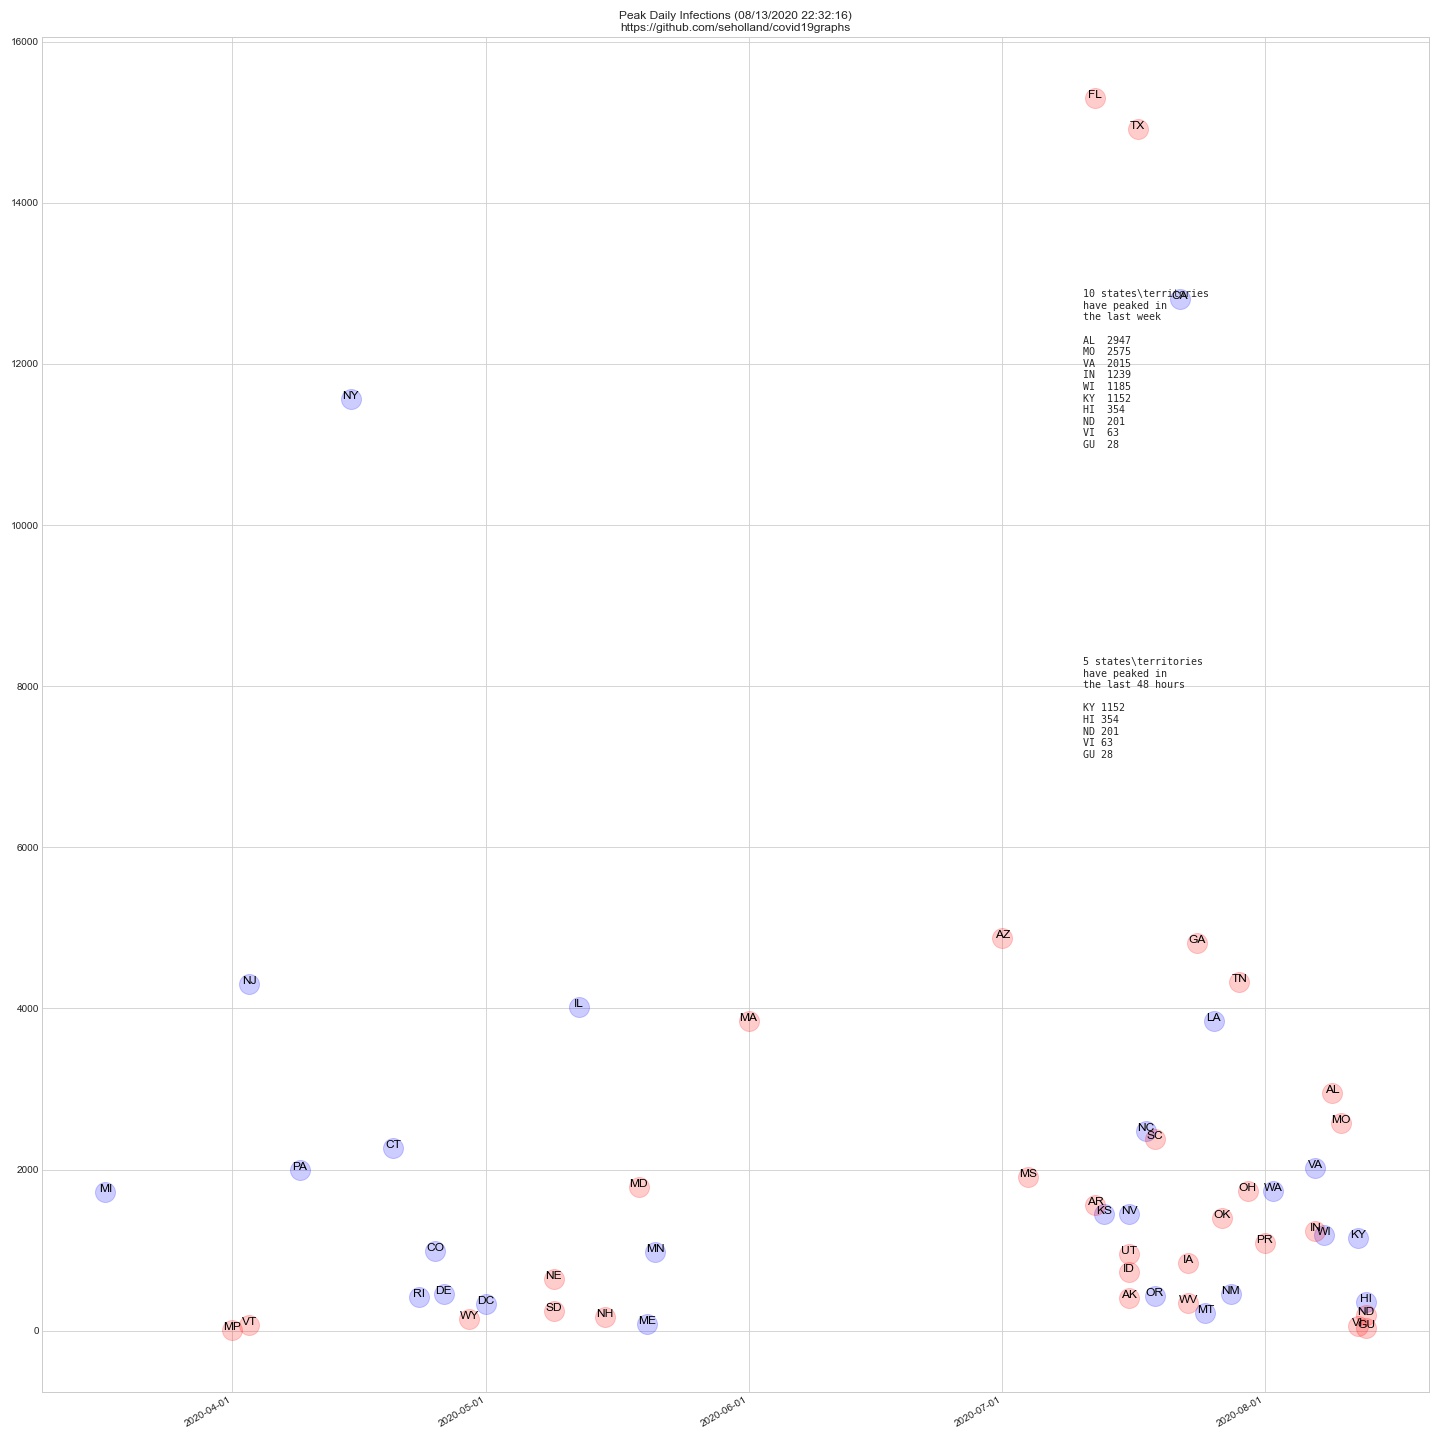 Peak Daily Infections (08/13/2020 22:32:16)
https://github.com/seholland/covid19graphs
16000
FL
TX
14000
10 states\territories
CA
have peaked in
the last week
AL 2947
MO 2575
12000
VA 2015
IN 1239
WI 1185
KY 1152
HI 354
ND 201
VI 63
GU 28
NY
10000
5 states\territories
have peaked in
the last 48 hours
8000
KY 1152
HI 354
ND 201
VI 63
GU 28
6000
AZ
GA
NJ
TN
4000
IL
MA
LA
AL
MO
NC
SC
CT
2000
PA
VA
MI
MD
MS
OH
WA
AR
KS
NV
OK
IN
WI
KY
PR
CO
MN
UT
IA
ID
NE
RI
DE
DC
SD
AK
OR
WV
NM
HI
MT
ND
WY
NH
ME
0
MP
VT
VI
GU
2020-04-01
2020-05-01
2020-06-01
2020-07-01
2020-08-01